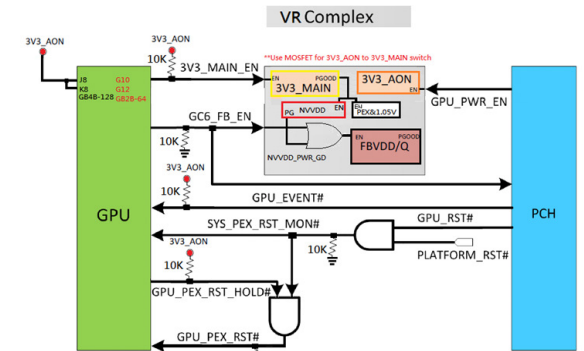 VR Complex
3V3_AON
3V3_AON
**Use MOSFET for 3V3_AON to 3V3_MAIN switch
10K
3V3_MAIN_EN
J8
K8
GB4B-128
G10
G12
GB2B-64
EN
PGOOD
3V3_MAIN
3V3_AON
EN
GPU_PWR_EN
PG
NVVDD
EN
EN
PEX&1.05V
GC6_FB_EN
10K
NVVDD_PWR_GD
EN
PGOOD
FBVDD/Q
3V3_AON
10K
GPU_EVENT#
GPU
PCH
SYS_PEX_RST_MON#
GPU_RST#
3V3_AON
10K
10K
PLATFORM_RST#
GPU_PEX_RST_HOLD#
GPU_PEX_RST#